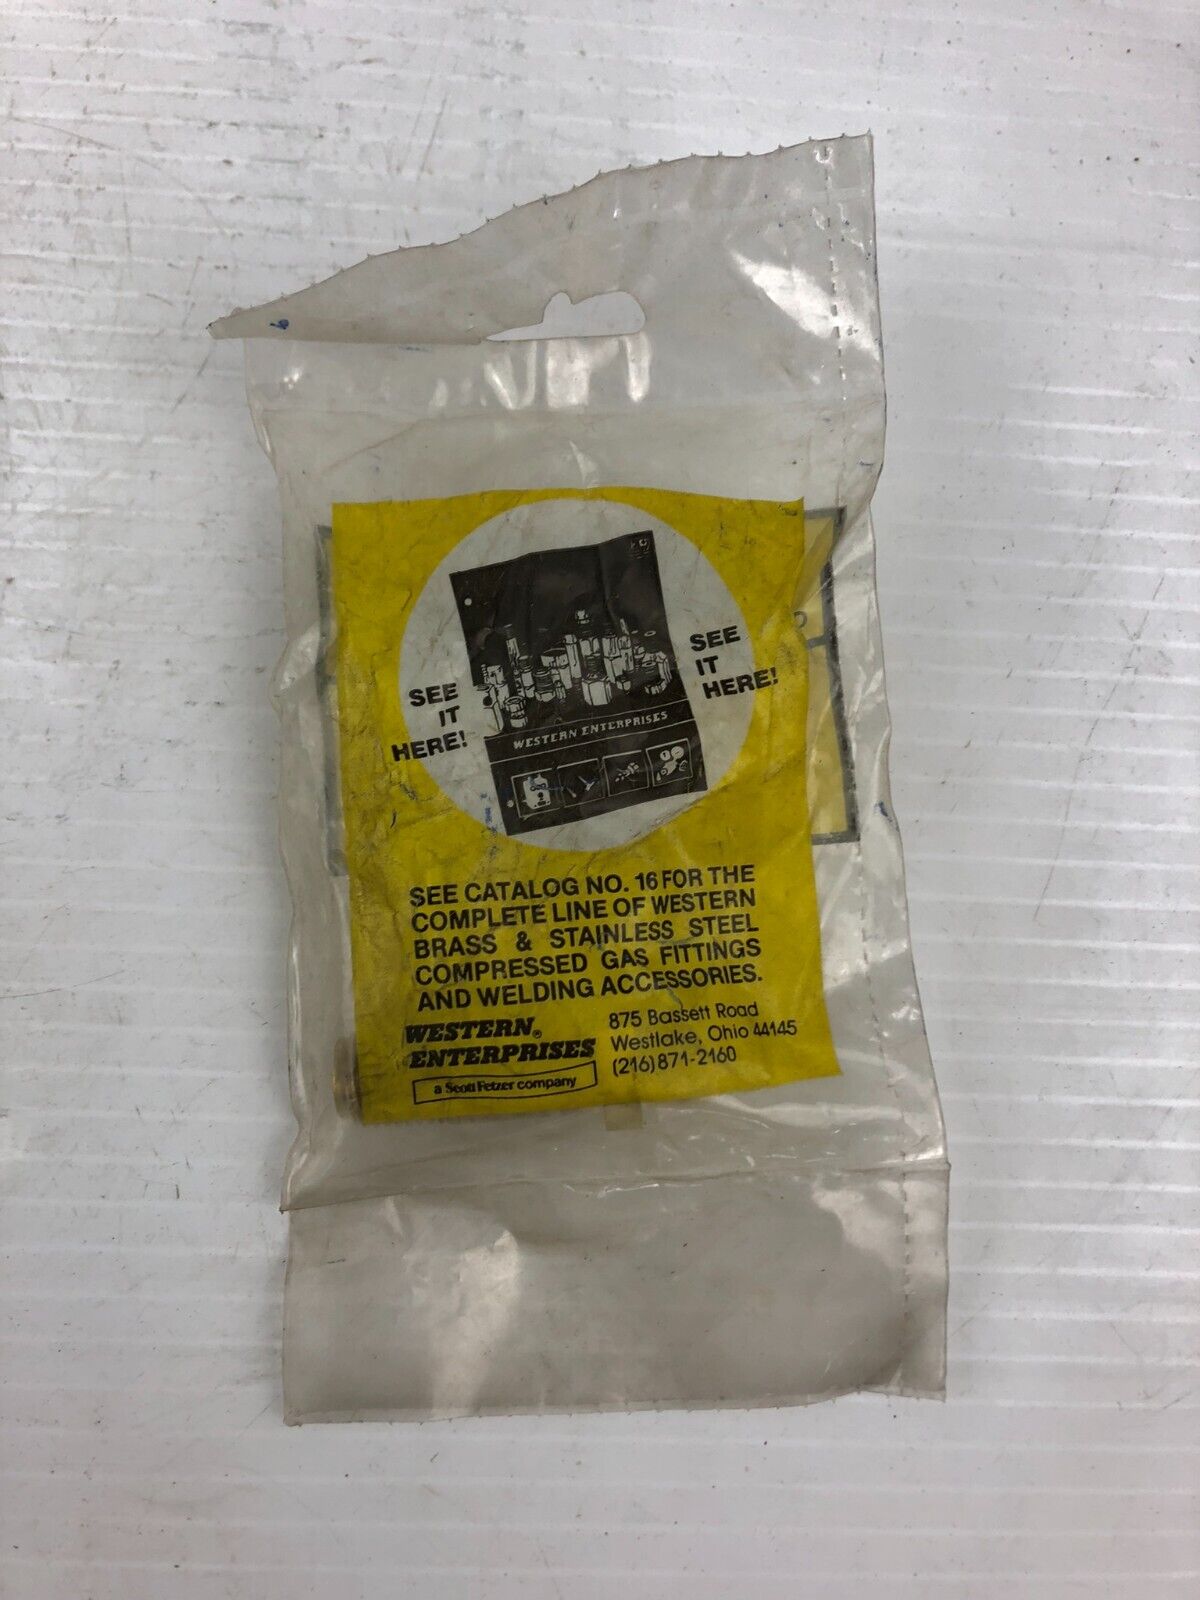 SEE
IT
HERE!
SEE
IT
HERE!
WESTERN ENTERPRISES
SEE CATALOG NO. 16 FOR THE
COMPLETE LINE OF WESTERN
BRASS & STAINLESS STEEL
COMPRESSED GAS FITTINGS
AND WELDING ACCESSORIES.
WESTERN®
ENTERPRISES
a Scott Fetzer company
875 Bassett Road
Westlake, Ohio 44145
(216)871-2160